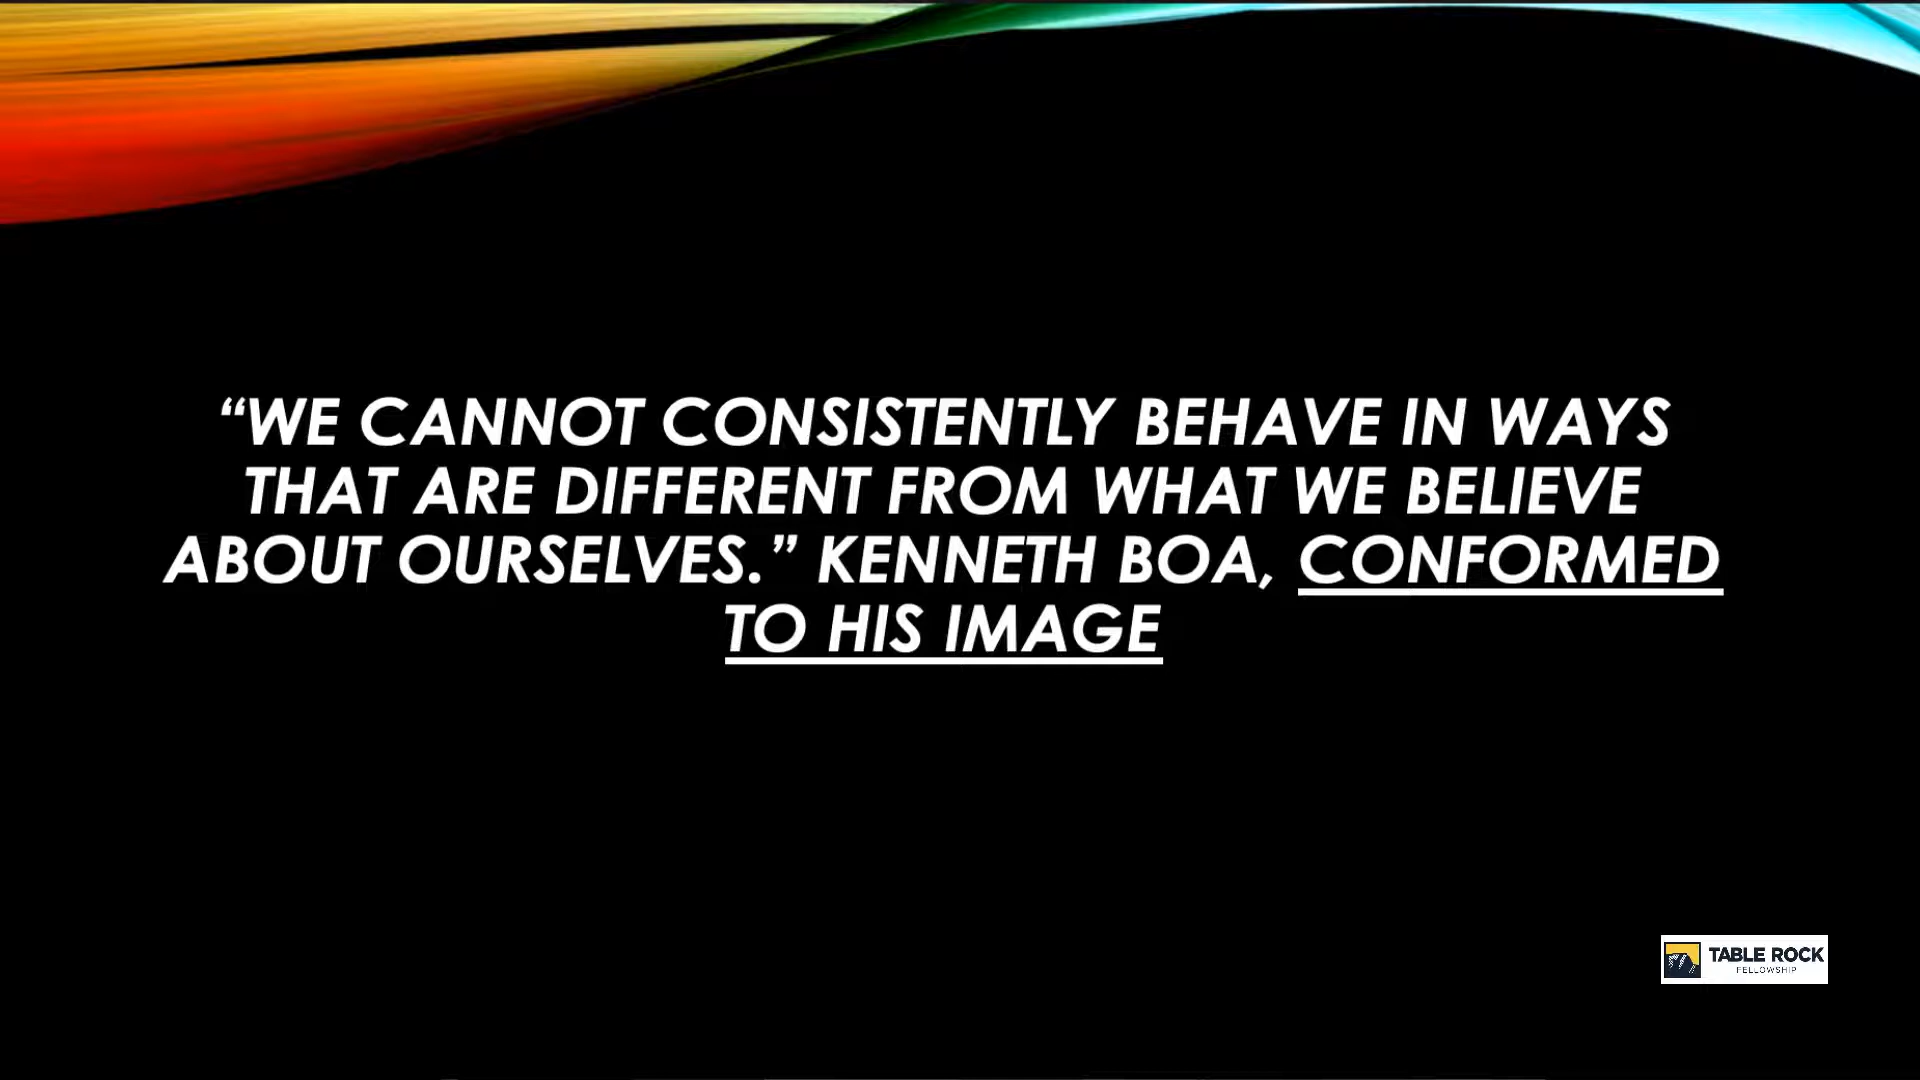 “WE CANNOT CONSISTENTLY BEHAVE IN WAYS
THAT ARE DIFFERENT FROM WHAT WE BELIEVE
ABOUT OURSELVES.” KENNETH BOA, CONFORMED
TO HIS IMAGE
TABLE ROCK
FELLOWSHIP